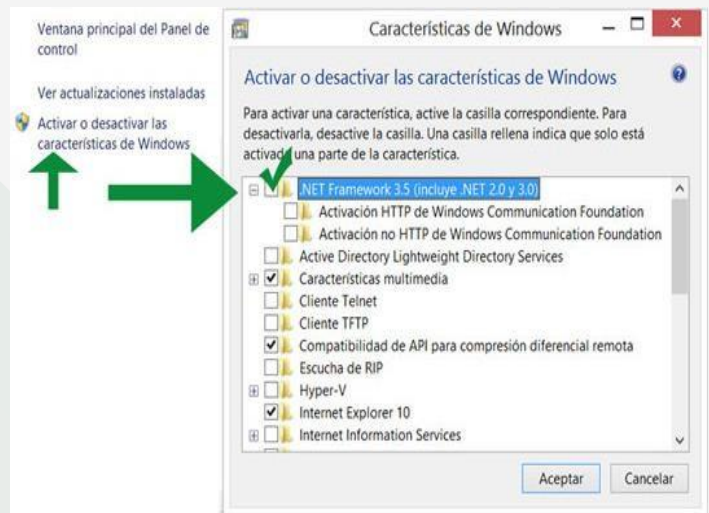 Ventana principal del Panel de
control
Ver actualizaciones instaladas
Activar o desactivar las
características de Windows
Características de Windows
Activar o desactivar las características de Windows
Para activar una característica, active la casilla correspondiente. Para
desactivarla, desactive la casilla. Una casilla rellena indica que solo está
activada una parte de la característica.
.NET Framework 3.5 (incluye .NET 2.0 y 3.0)
Activación HTTP de Windows Communication Foundation
Activación no HTTP de Windows Communication Foundation
Active Directory Lightweight Directory Services
Características multimedia
Cliente Telnet
Cliente TFTP
Compatibilidad de API para compresión diferencial remota
Escucha de RIP
Hyper-V
Internet Explorer 10
Internet Information Services
Aceptar
Cancelar